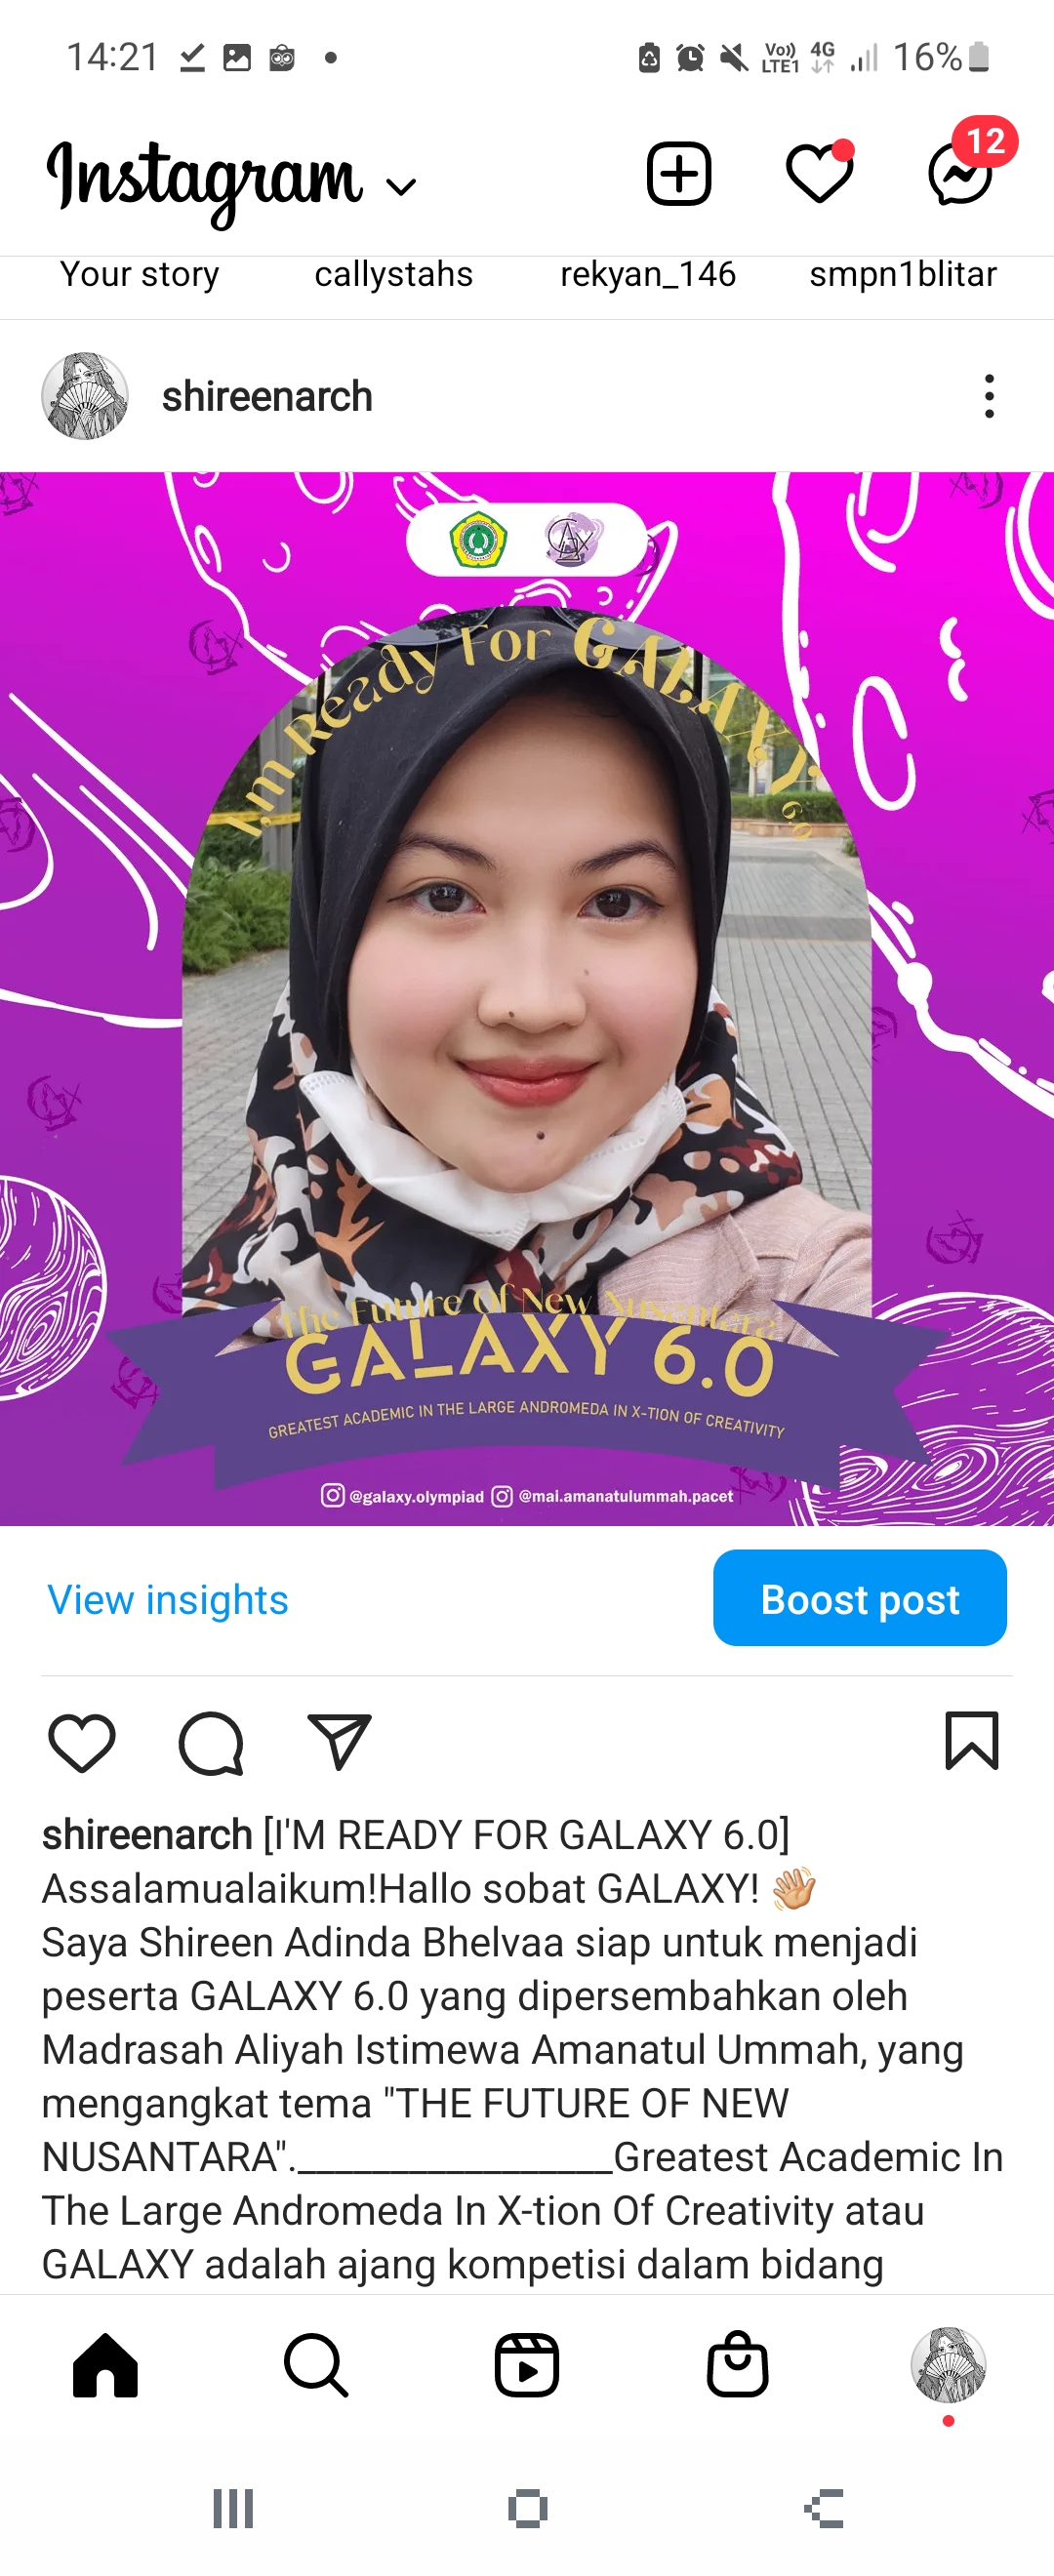 14:21
Vo))
LTE1
4G
16%
Instagram
12
Your story
callystahs
rekyan_146
smpn1blitar
shireenarch
I,m Ready For GALAXY 6.0
The Future Of New Nusantara
GALAXY 6.0
GREATEST ACADEMIC IN THE LARGE ANDROMEDA IN X-TION OF CREATIVITY
@galaxy.olympiad @mai.amanatulummah.pacet
View insights
Boost post
shireenarch [I'M READY FOR GALAXY 6.0]
Assalamualaikum!Hallo sobat GALAXY! 👋🏼
Saya Shireen Adinda Bhelvaa siap untuk menjadi
peserta GALAXY 6.0 yang dipersembahkan oleh
Madrasah Aliyah Istimewa Amanatul Ummah, yang
mengangkat tema "THE FUTURE OF NEW
NUSANTARA".________________Greatest Academic In
The Large Andromeda In X-tion Of Creativity atau
GALAXY adalah ajang kompetisi dalam bidang